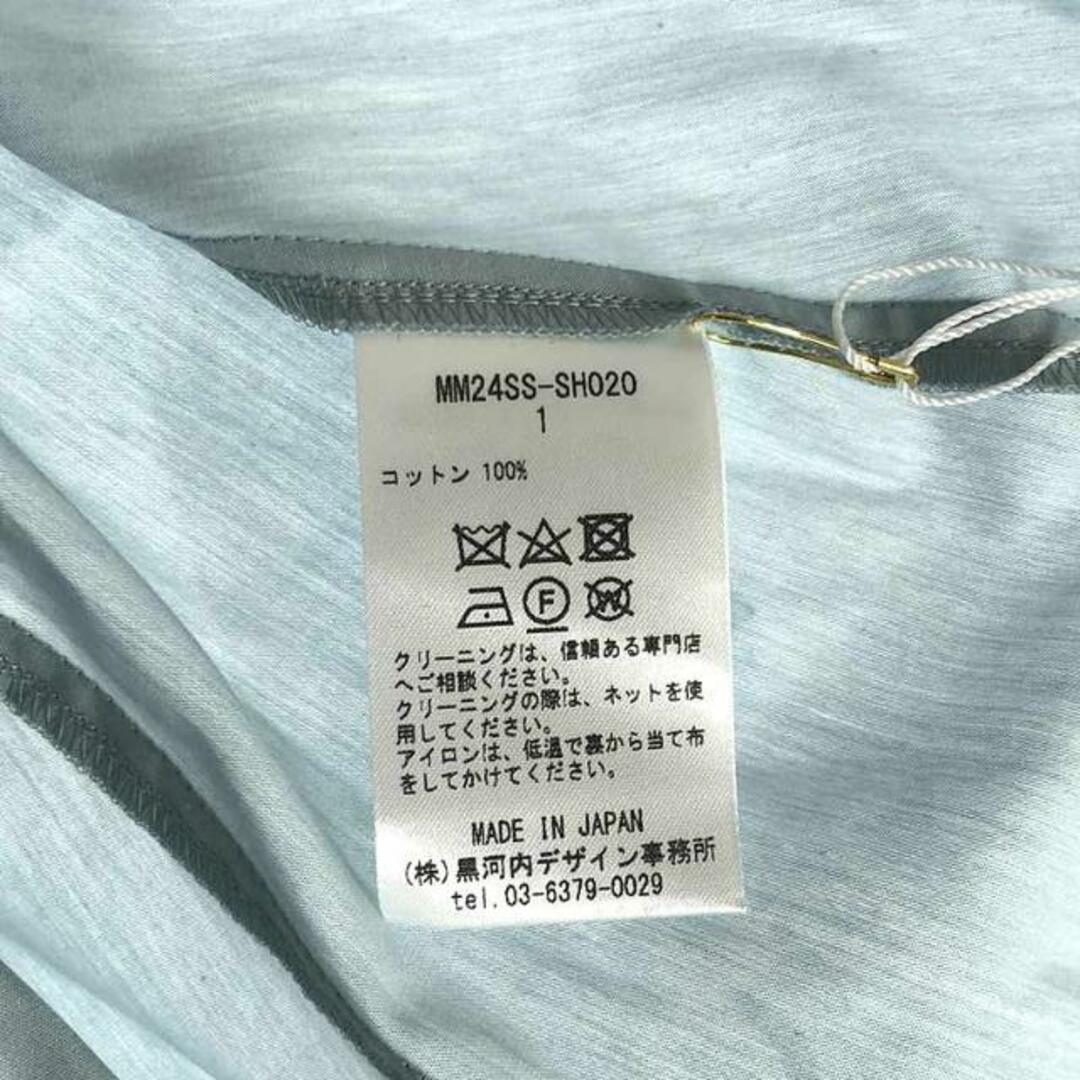 MM24SS-SH020
1
コットン 100%
F
W
クリーニングは、信頼ある専門店
へご相談ください。
クリーニングの際は、ネットを使
用してください。
アイロンは、低温で裏から当て布
をしてかけてください。
MADE IN JAPAN
(株)黒河内デザイン事務所
tel. 03-6379-0029